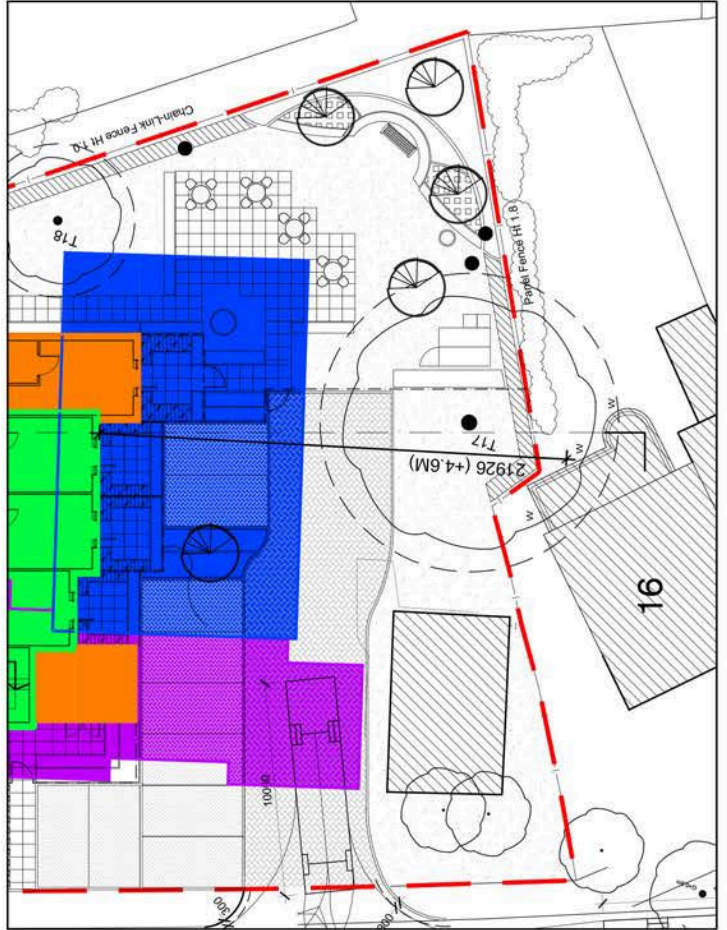 Chain-Link Fence Ht 1.0
T18
Panel Fence Ht 1.8
T17
21926 (+4.6M)
W
W
W
W
16
10000